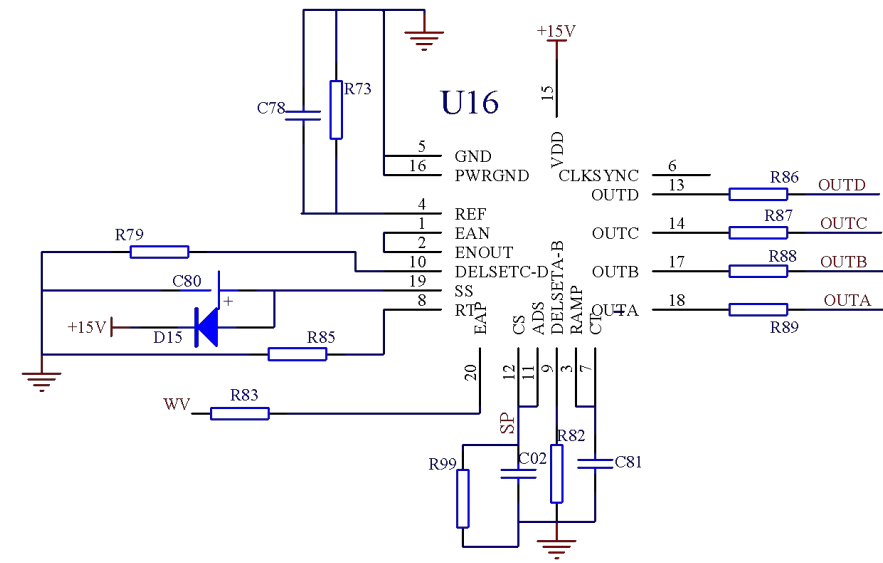 +15V
R73
C78
U16
15
VDD
5
GND
16
PWRGND
CLKSYNC
6
OUTD
13
R86
OUTD
4
REF
1
EAN
2
ENOUT
10
DELSETC-D
19
SS
8
RT
OUTC
14
R87
OUTC
OUTB
17
R88
OUTB
OUTA
18
R89
OUTA
R79
C80
+
+15V
D15
R85
EAP
CS
ADS
DELSETA-B
RAMP
CT
20
12
11
9
3
7
WV
R83
SP
R82
R99
C02
C81